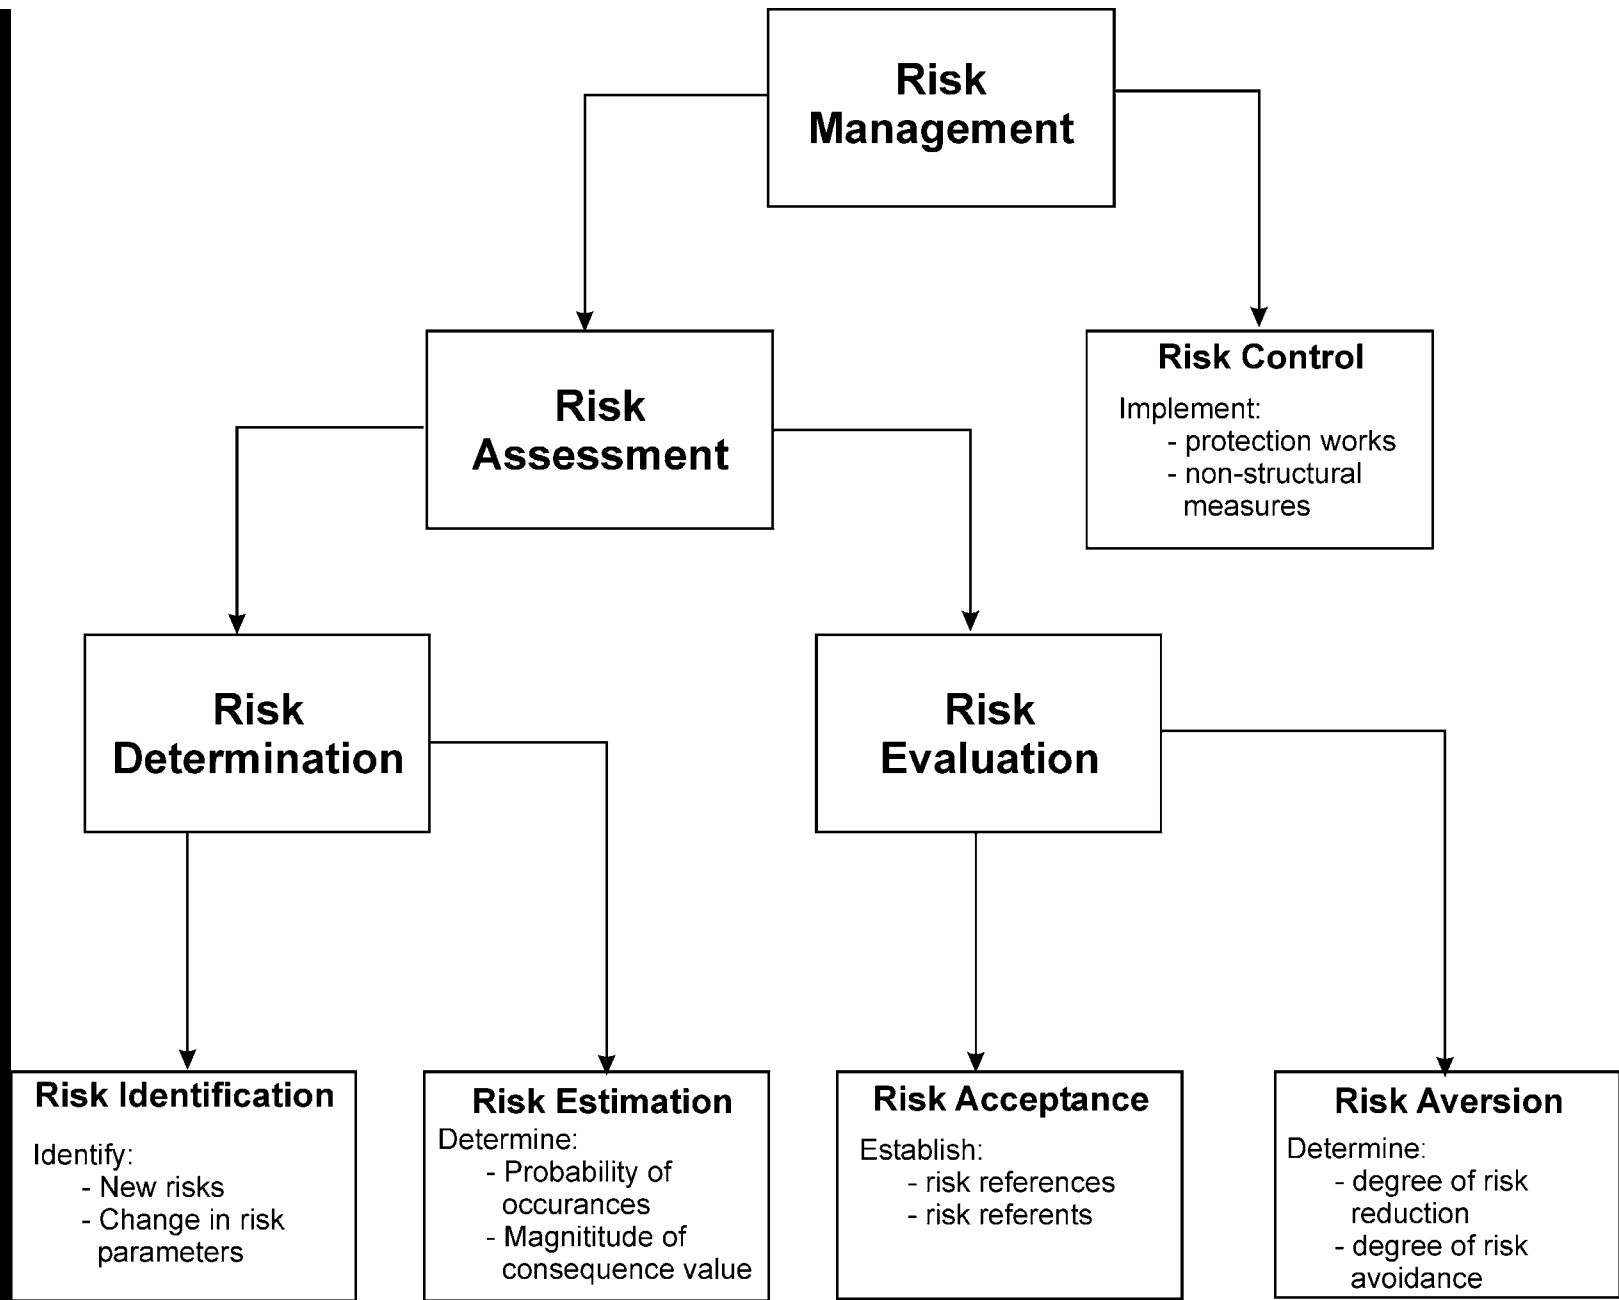 Risk
Management
Risk
Assessment
Risk Control
Implement:
- protection works
- non-structural
measures
Risk
Determination
Risk
Evaluation
Risk Identification
Identify:
- New risks
- Change in risk
parameters
Risk Estimation
Determine:
- Probability of
occurances
- Magnititude of
consequence value
Risk Acceptance
Establish:
- risk references
- risk referents
Risk Aversion
Determine:
- degree of risk
reduction
- degree of risk
avoidance